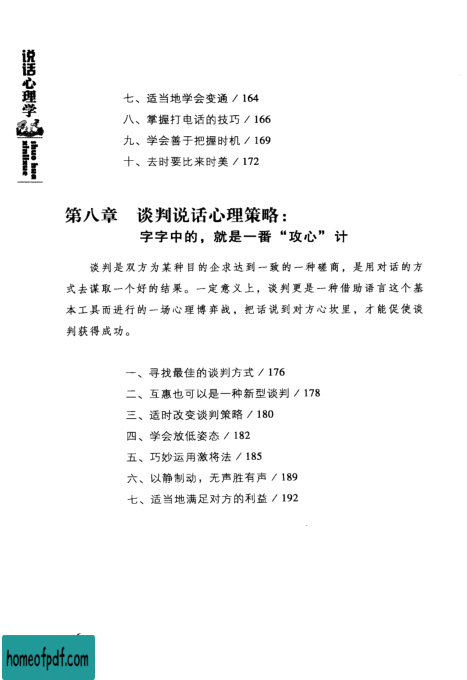 说话心理学
shuo hua
xinlixue
七、适当地学会变通 / 164
八、掌握打电话的技巧 / 166
九、学会善于把握时机 / 169
十、去时要比来时美 / 172
第八章 谈判说话心理策略：
字字中的，就是一番“攻心”计
谈判是双方为某种目的企求达到一致的一种磋商，是用对话的方
式去谋取一个好的结果。一定意义上，谈判更是一种借助语言这个基
本工具而进行的一场心理博弈战，把话说到对方心坎里，才能促使谈
判获得成功。
一、寻找最佳的谈判方式 / 176
二、互惠也可以是一种新型谈判 / 178
三、适时改变谈判策略 / 180
四、学会放低姿态 / 182
五、巧妙运用激将法 / 185
六、以静制动，无声胜有声 / 189
七、适当地满足对方的利益 / 192
homeofpdf.com